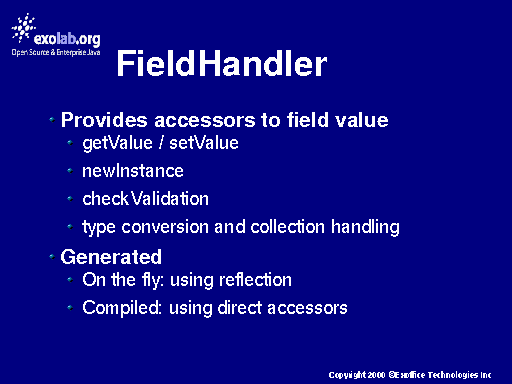 exolab.org
Open Source & Enterprise Java
FieldHandler
Provides accessors to field value
getValue / setValue
newInstance
checkValidation
type conversion and collection handling
Generated
On the fly: using reflection
Compiled: using direct accessors
Copyright 2000 ©Exoffice Technologies Inc